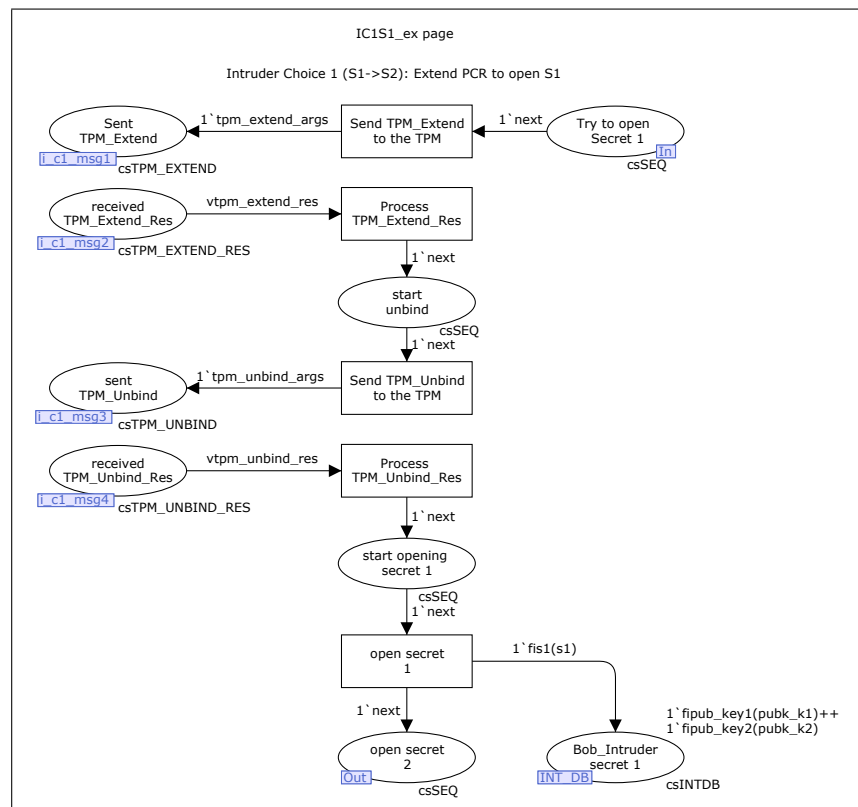 IC1S1_ex page
Intruder Choice 1 (S1->S2): Extend PCR to open S1
Sent
TPM_Extend
i_c1_msg1
csTPM_EXTEND
1`tpm_extend_args
Send TPM_Extend
to the TPM
1`next
Try to open
Secret 1
In
csSEQ
received
TPM_Extend_Res
i_c1_msg2
csTPM_EXTEND_RES
vtpm_extend_res
Process
TPM_Extend_Res
1`next
start
unbind
csSEQ
1`next
sent
TPM_Unbind
i_c1_msg3
csTPM_UNBIND
1`tpm_unbind_args
Send TPM_Unbind
to the TPM
received
TPM_Unbind_Res
i_c1_msg4
csTPM_UNBIND_RES
vtpm_unbind_res
Process
TPM_Unbind_Res
1`next
start opening
secret 1
csSEQ
1`next
open secret
1
1`fis1(s1)
1`next
open secret
2
Out
csSEQ
1`fipub_key1(pubk_k1)++
1`fipub_key2(pubk_k2)
Bob_Intruder
secret 1
INT_DB
csINTDB